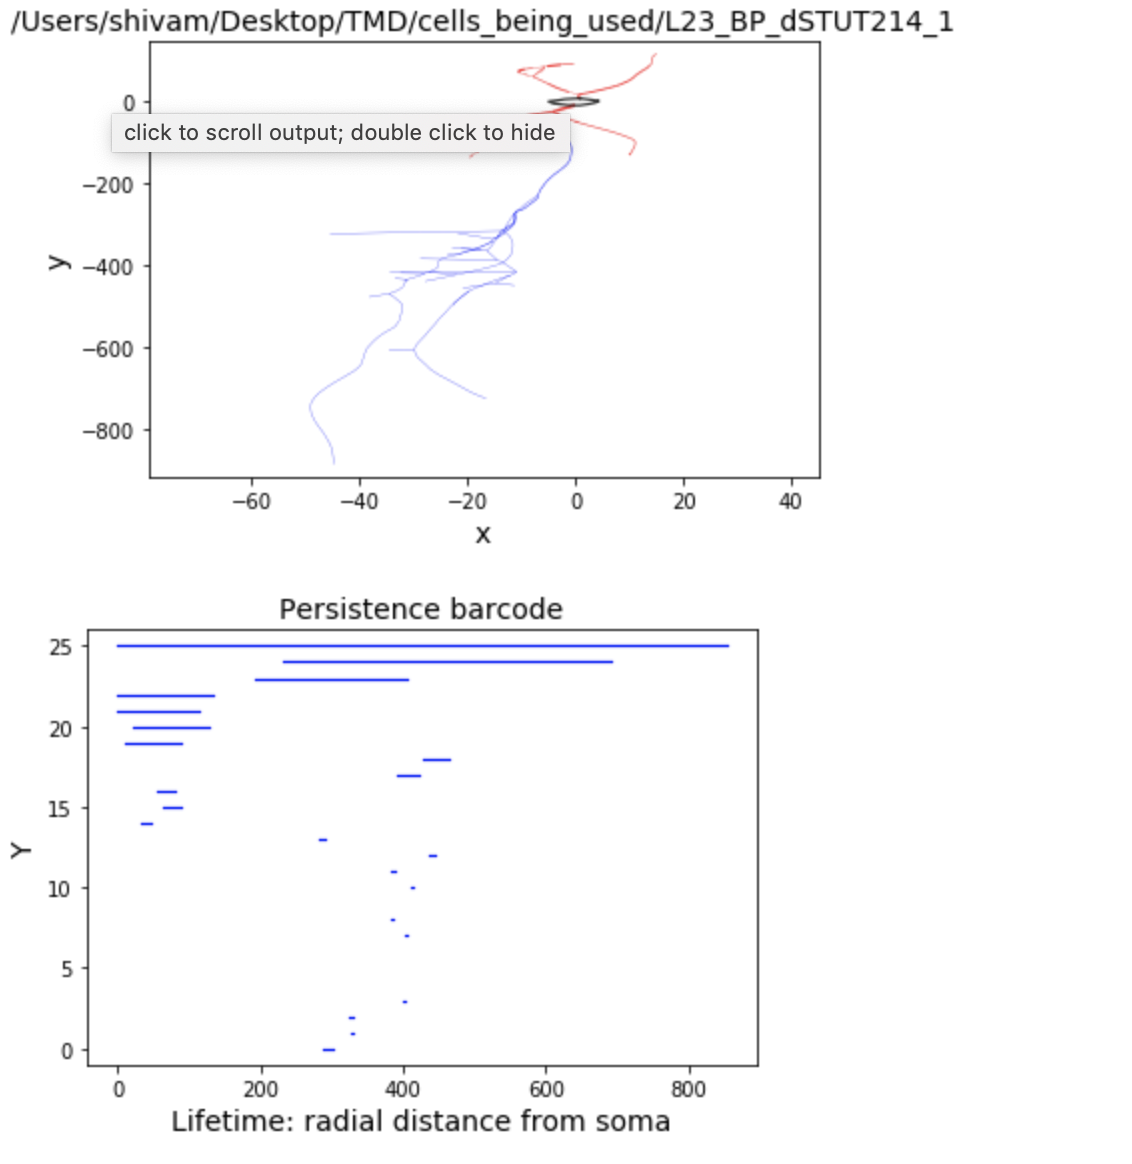 /Users/shivam/Desktop/TMD/cells_being_used/L23_BP_dSTUT214_1
0
click to scroll output; double click to hide
−200
y
−400
−600
−800
−60 −40 −20 0 20 40
x
Persistence barcode
25
20
15
Y
10
5
0
0 200 400 600 800
Lifetime: radial distance from soma